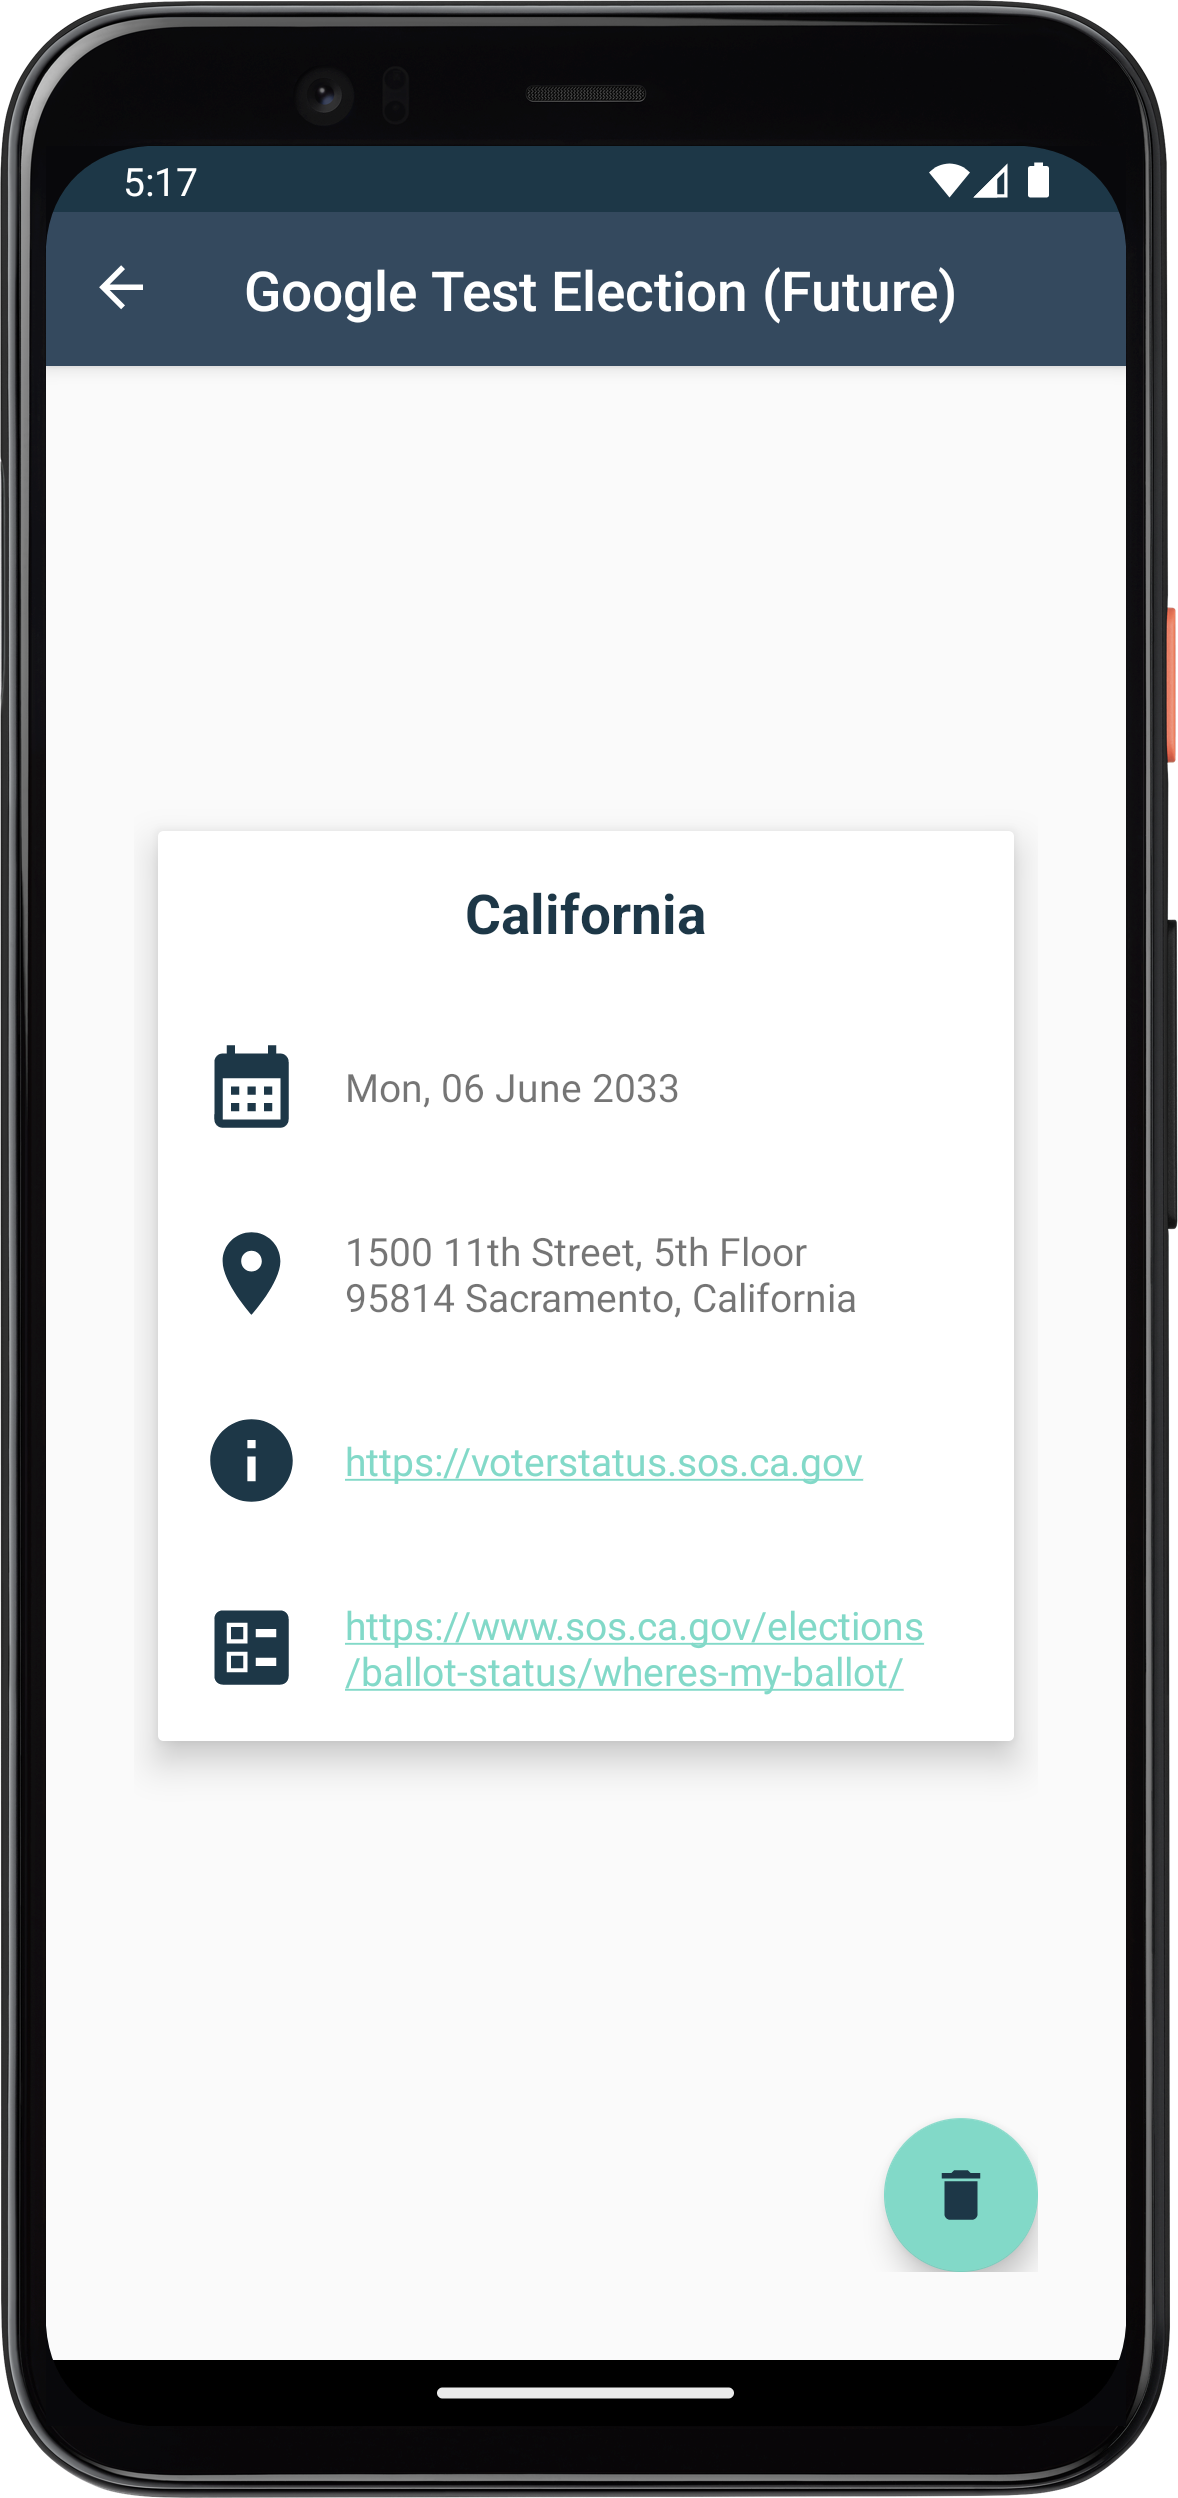 5:17
Google Test Election (Future)
California
Mon, 06 June 2033
1500 11th Street, 5th Floor
95814 Sacramento, California
https://voterstatus.sos.ca.gov
https://www.sos.ca.gov/elections
/ballot-status/wheres-my-ballot/